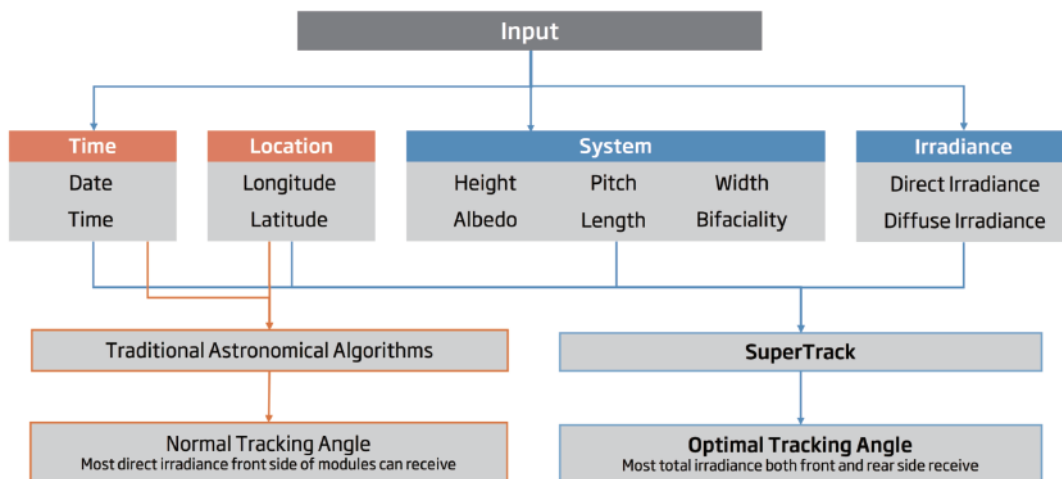 Input
Time
Location
System
Irradiance
Date
Longitude
Height Pitch Width
Direct Irradiance
Time
Latitude
Albedo Length Bifaciality
Diffuse Irradiance
Traditional Astronomical Algorithms
SuperTrack
Normal Tracking Angle
Most direct irradiance front side of modules can receive
Optimal Tracking Angle
Most total irradiance both front and rear side receive